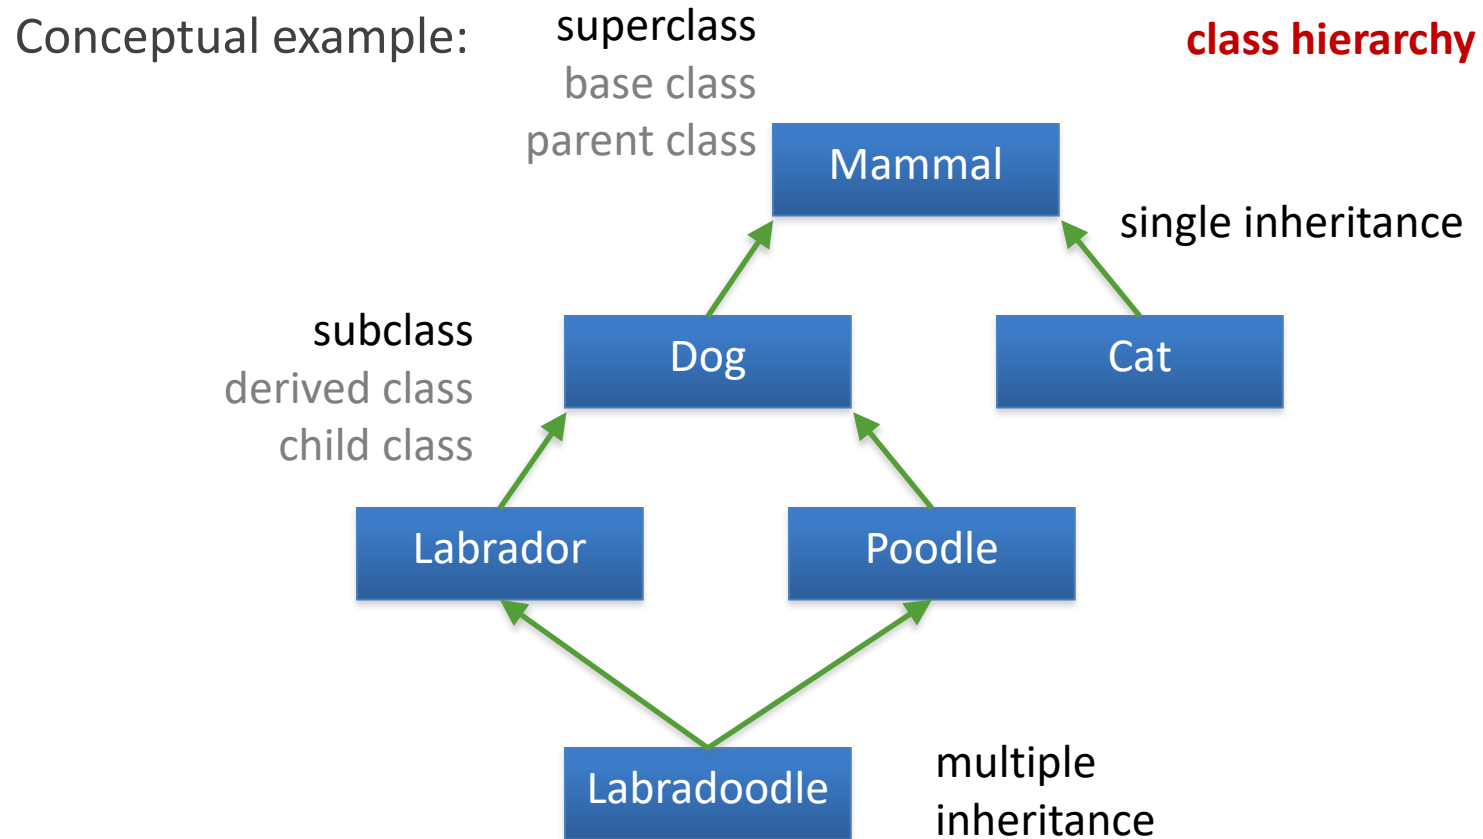 Conceptual example:
superclass
base class
parent class
class hierarchy
Mammal
single inheritance
subclass
derived class
child class
Dog
Cat
Labrador
Poodle
Labradoodle
multiple
inheritance